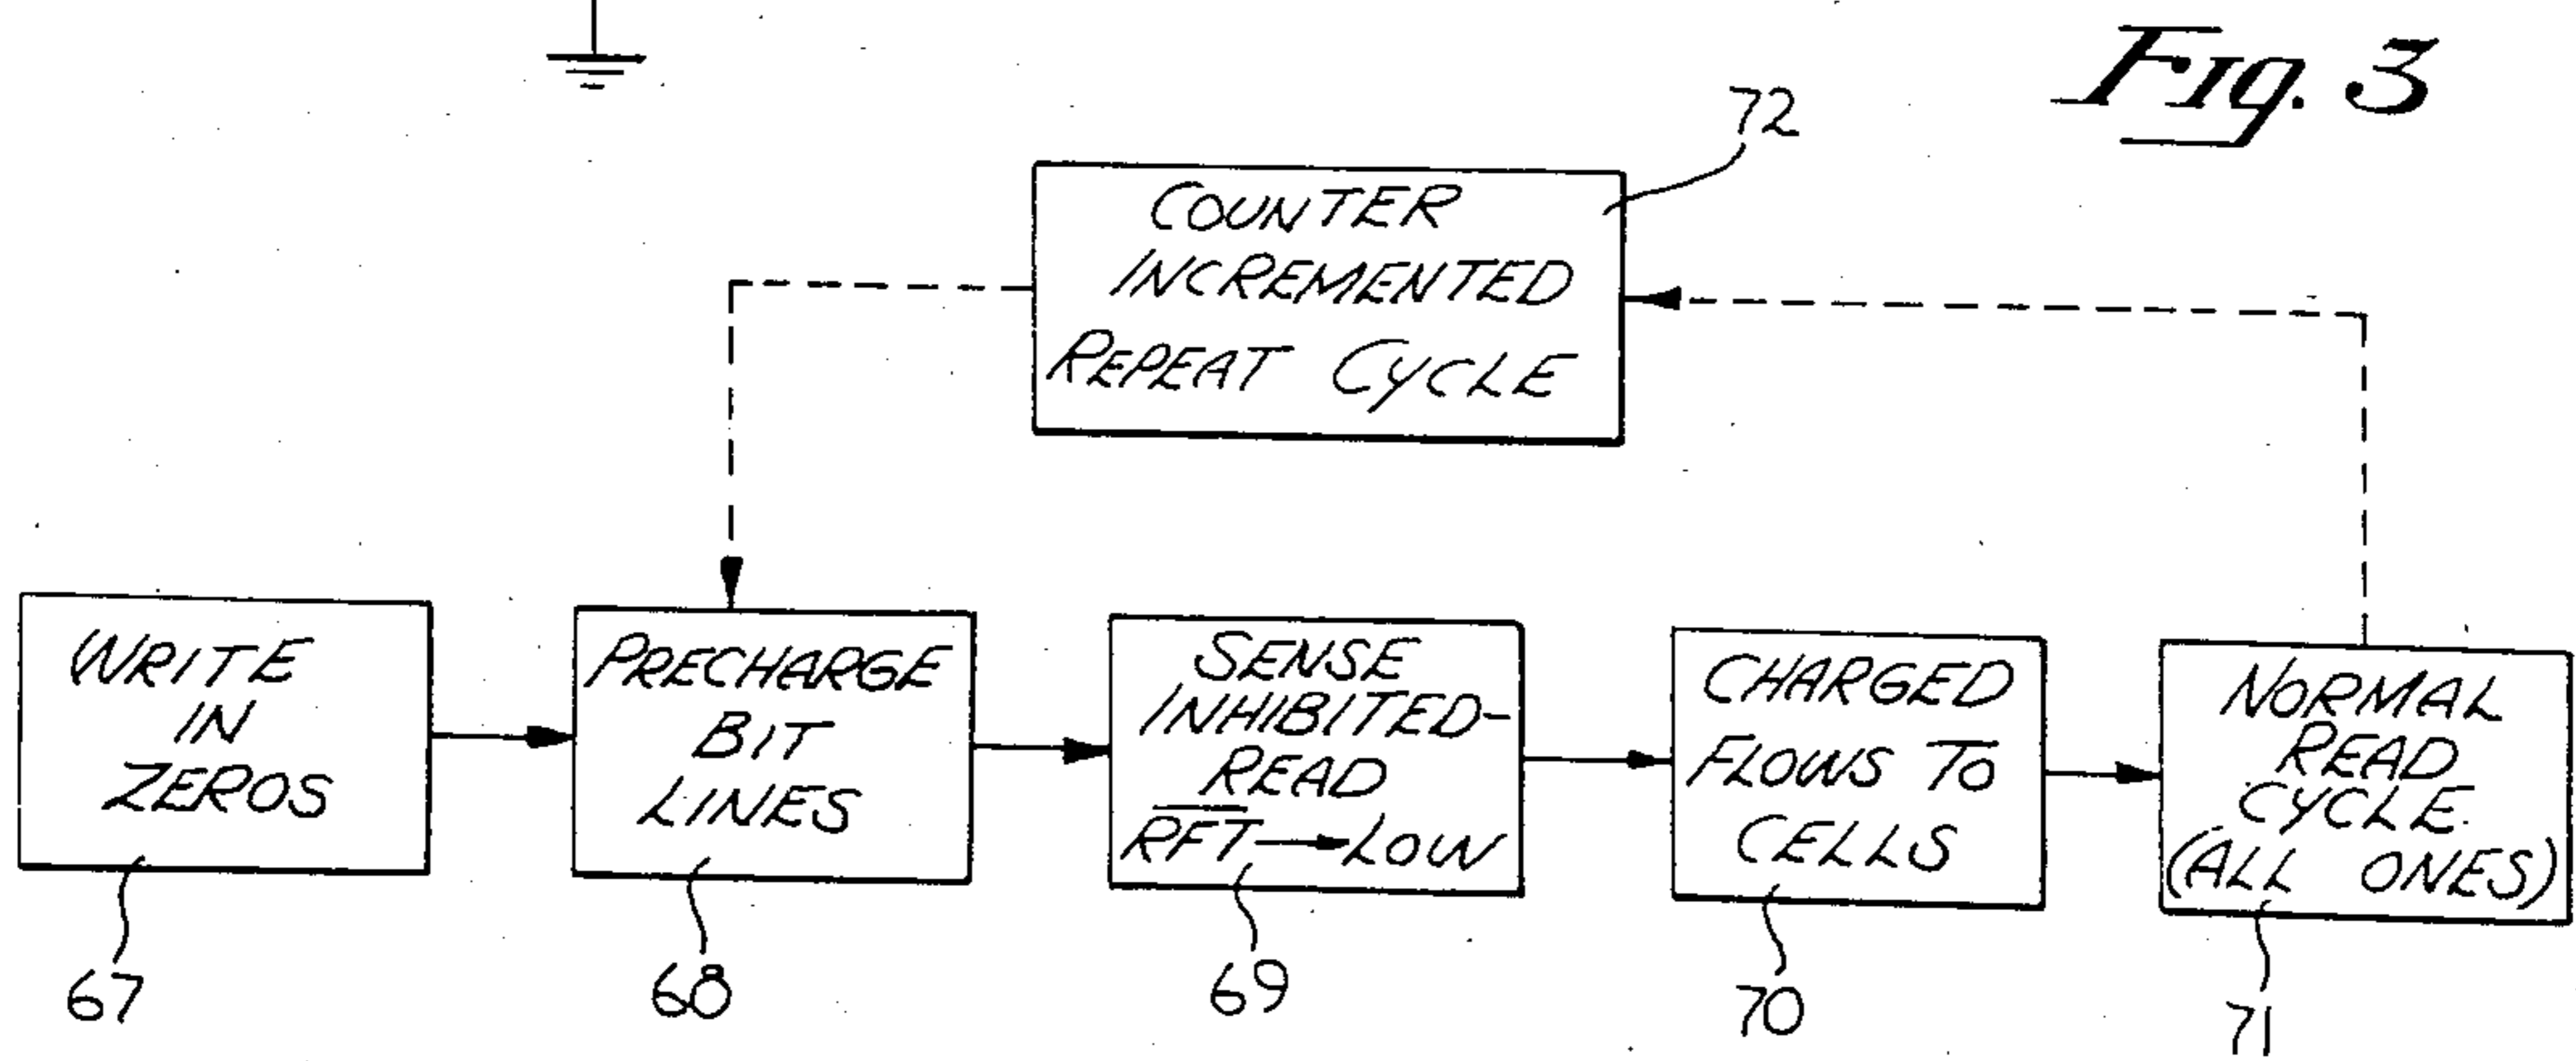 Fig. 3
72
COUNTER
INCREMENTED
REPEAT CYCLE
WRITE
IN
ZEROS
PRECHARGE
BIT
LINES
SENSE
INHIBITED-
READ
R̅F̅T̅→LOW
CHARGED
FLOWS TO
CELLS
NORMAL
READ
CYCLE
(ALL ONES)
67
68
69
70
71